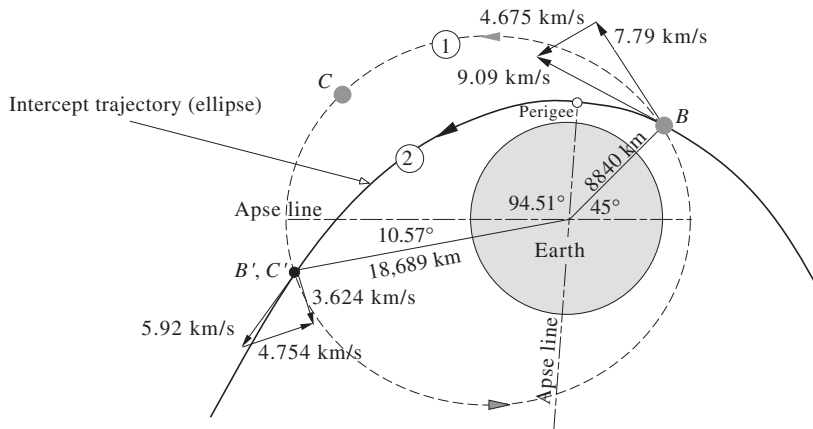 4.675 km/s
1
7.79 km/s
C
9.09 km/s
Intercept trajectory (ellipse)
Perigee
B
2
8840 km
94.51°
Apse line
45°
10.57°
Earth
18,689 km
B', C'
3.624 km/s
5.92 km/s
4.754 km/s
Apse line